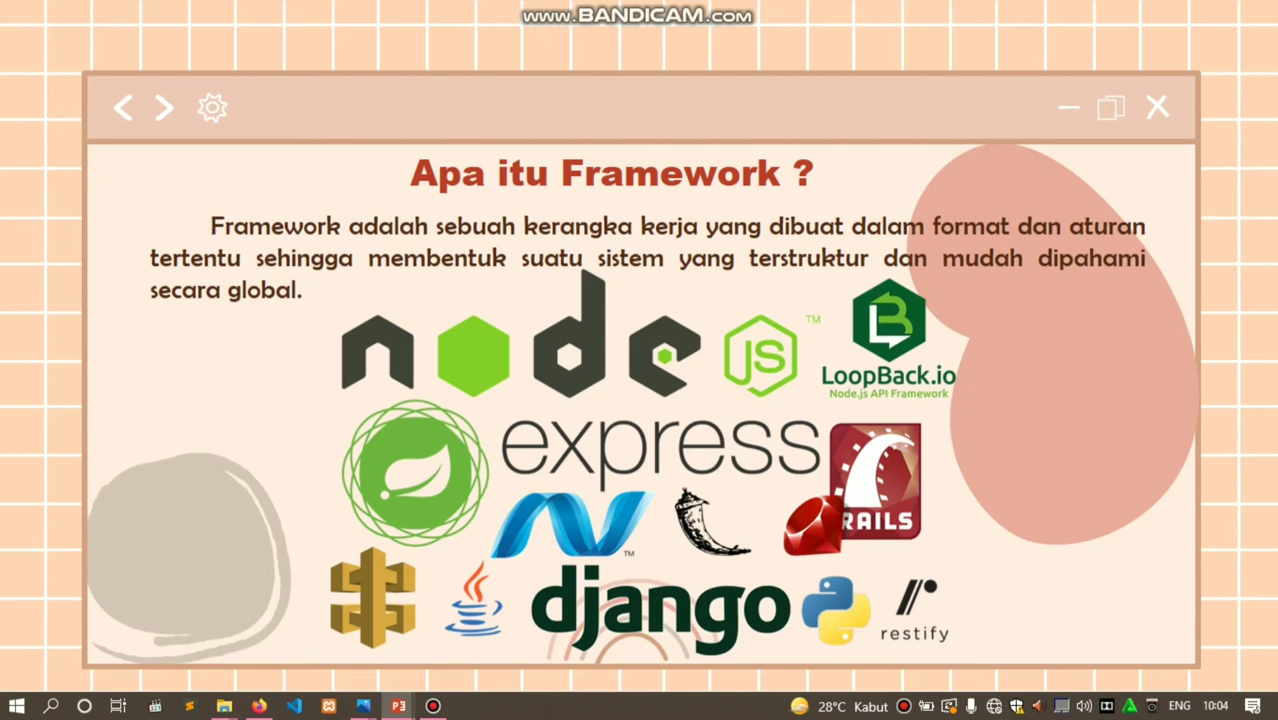 www.BANDICAM.com
Apa itu Framework ?
Framework adalah sebuah kerangka kerja yang dibuat dalam format dan aturan
tertentu sehingga membentuk suatu sistem yang terstruktur dan mudah dipahami
secara global.
node
JS
TM
LoopBack.io
Node.js API Framework
express
RAILS
TM
django
restify
28°C Kabut
ENG
10:04